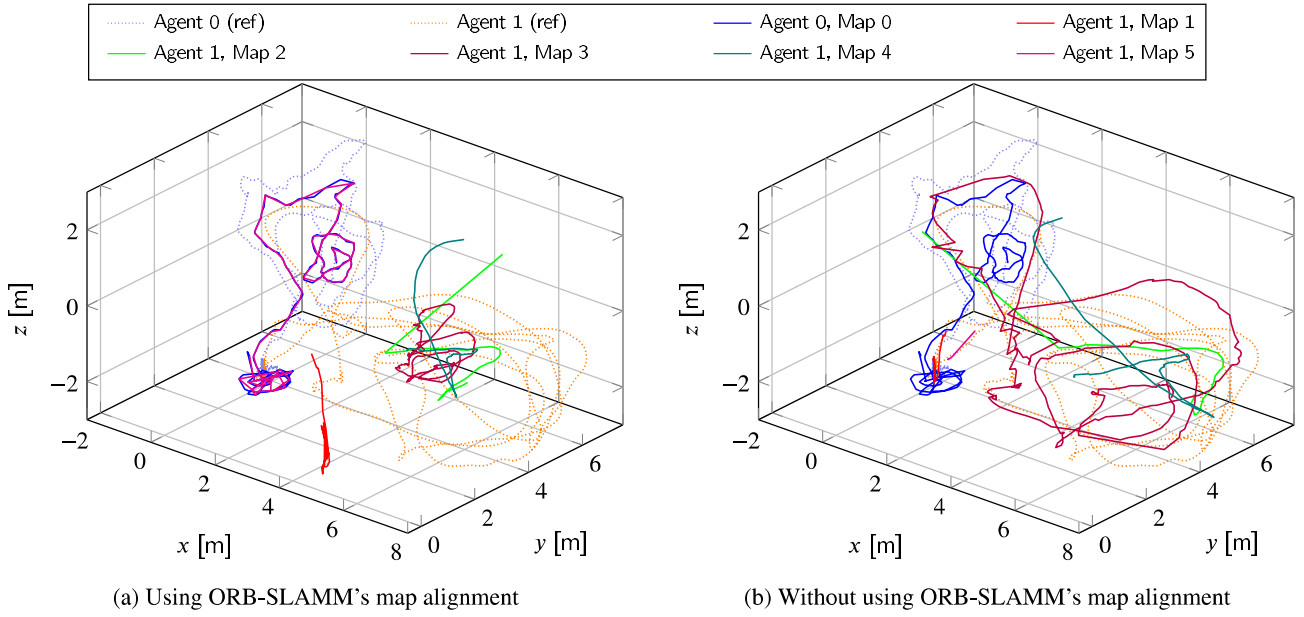 Agent 0 (ref) Agent 1 (ref) Agent 0, Map 0 Agent 1, Map 1
Agent 1, Map 2 Agent 1, Map 3 Agent 1, Map 4 Agent 1, Map 5
2
0
−2
z [m]
−2
0
2
4
6
8
x [m]
0
2
4
6
y [m]
(a) Using ORB-SLAMM's map alignment
2
0
−2
z [m]
−2
0
2
4
6
8
x [m]
0
2
4
6
y [m]
(b) Without using ORB-SLAMM's map alignment